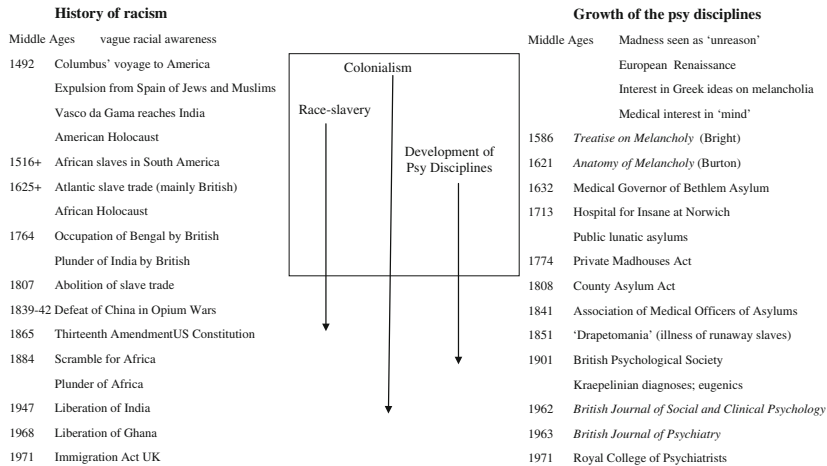 History of racism
Middle Ages vague racial awareness
1492 Columbus' voyage to America
Expulsion from Spain of Jews and Muslims
Vasco da Gama reaches India
American Holocaust
1516+ African slaves in South America
1625+ Atlantic slave trade (mainly British)
African Holocaust
1764 Occupation of Bengal by British
Plunder of India by British
1807 Abolition of slave trade
1839-42 Defeat of China in Opium Wars
1865 Thirteenth AmendmentUS Constitution
1884 Scramble for Africa
Plunder of Africa
1947 Liberation of India
1968 Liberation of Ghana
1971 Immigration Act UK
Colonialism
Race-slavery
Development of
Psy Disciplines
Growth of the psy disciplines
Middle Ages Madness seen as 'unreason'
European Renaissance
Interest in Greek ideas on melancholia
Medical interest in 'mind'
1586 Treatise on Melancholy (Bright)
1621 Anatomy of Melancholy (Burton)
1632 Medical Governor of Bethlem Asylum
1713 Hospital for Insane at Norwich
Public lunatic asylums
1774 Private Madhouses Act
1808 County Asylum Act
1841 Association of Medical Officers of Asylums
1851 'Drapetomania' (illness of runaway slaves)
1901 British Psychological Society
Kraepelinian diagnoses; eugenics
1962 British Journal of Social and Clinical Psychology
1963 British Journal of Psychiatry
1971 Royal College of Psychiatrists